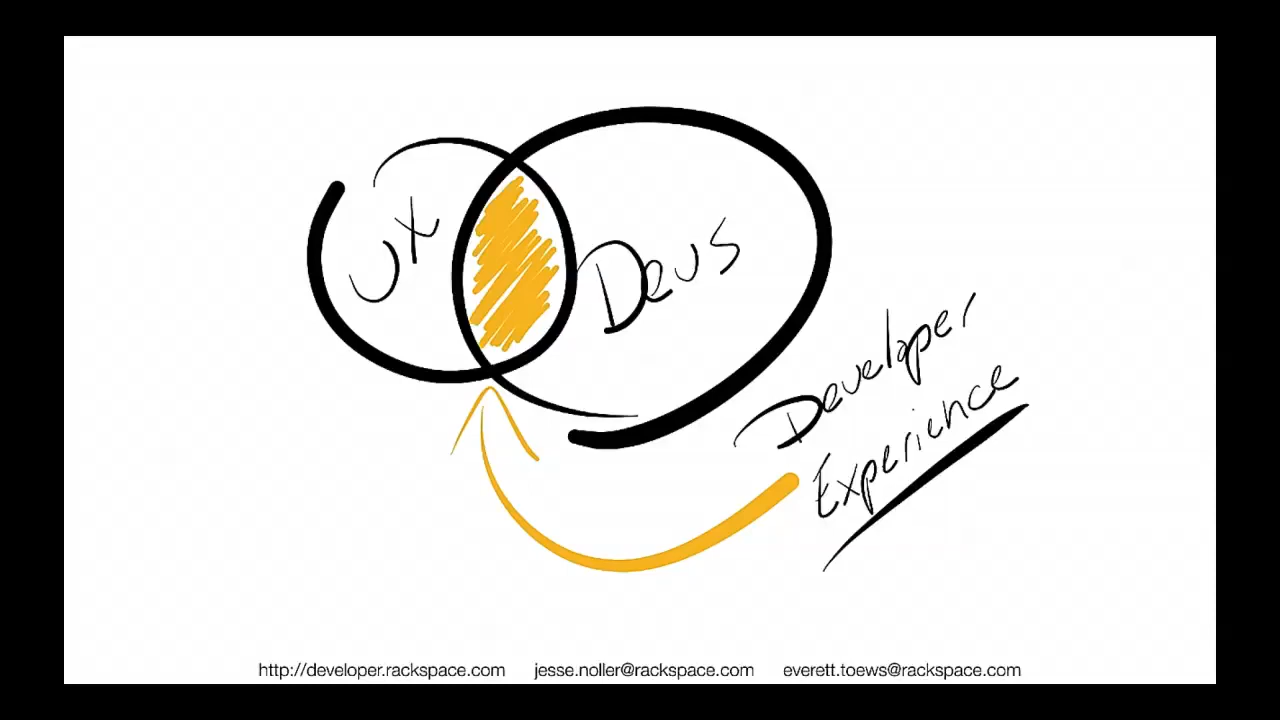 UX
Devs
Developer
Experience
http://developer.rackspace.com jesse.noller@rackspace.com everett.toews@rackspace.com